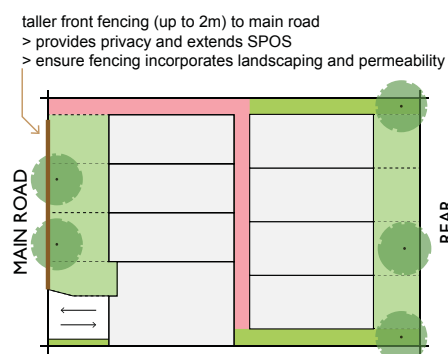 taller front fencing (up to 2m) to main road
> provides privacy and extends SPOS
> ensure fencing incorporates landscaping and permeability
MAIN ROAD
REAR